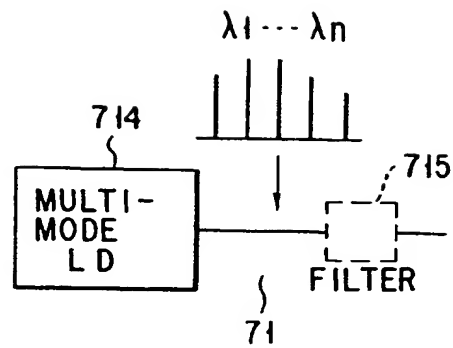 λ1 --- λn
714
715
MULTI-
MODE
LD
FILTER
71